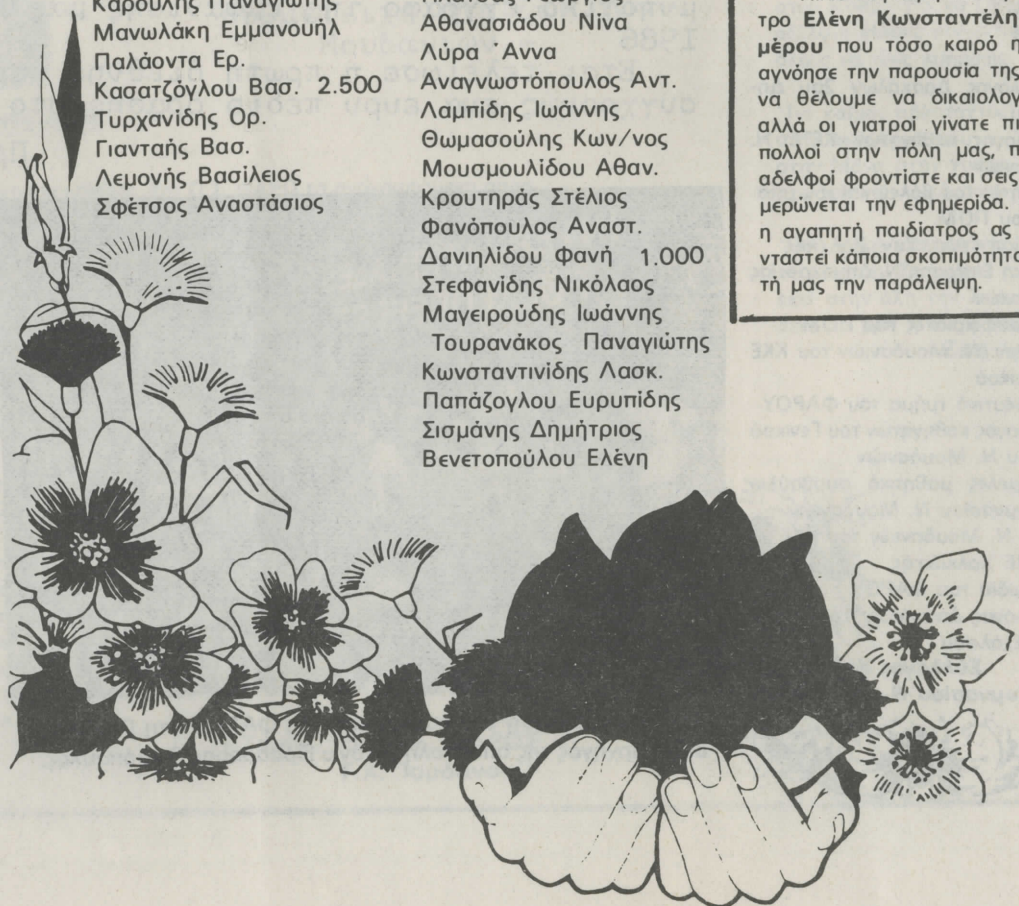 Μανωλάκη Εμμανουήλ
Παλάοντα Ερ.
Κασατζόγλου Βασ. 2.500
Τυρχανίδης Ορ.
Γιανταής Βασ.
Λεμονής Βασίλειος
Σφέτσος Αναστάσιος
Αθανασιάδου Νίνα
Λύρα Άννα
Αναγνωστόπουλος Αντ.
Λαμπίδης Ιωάννης
Θωμασούλης Κων/νος
Μουσμουλίδου Αθαν.
Κρουτηράς Στέλιος
Φανόπουλος Αναστ.
Δανιηλίδου Φανή 1.000
Στεφανίδης Νικόλαος
Μαγειρούδης Ιωάννης
Τουρανάκος Παναγιώτης
Κωνσταντινίδης Λασκ.
Παπάζογλου Ευρυπίδης
Σισμάνης Δημήτριος
Βενετοπούλου Ελένη
τρο Ελένη Κωνσταντέλη
μέρου που τόσο καιρό η
αγνόησε την παρουσία της
να θέλουμε να δικαιολογ
αλλά οι γιατροί γίνατε πι
πολλοί στην πόλη μας, π
αδελφοί φροντίστε και σεις
μερώνεται την εφημερίδα.
η αγαπητή παιδίατρος ας
νταστεί κάποια σκοπιμότητα
τή μας την παράλειψη.